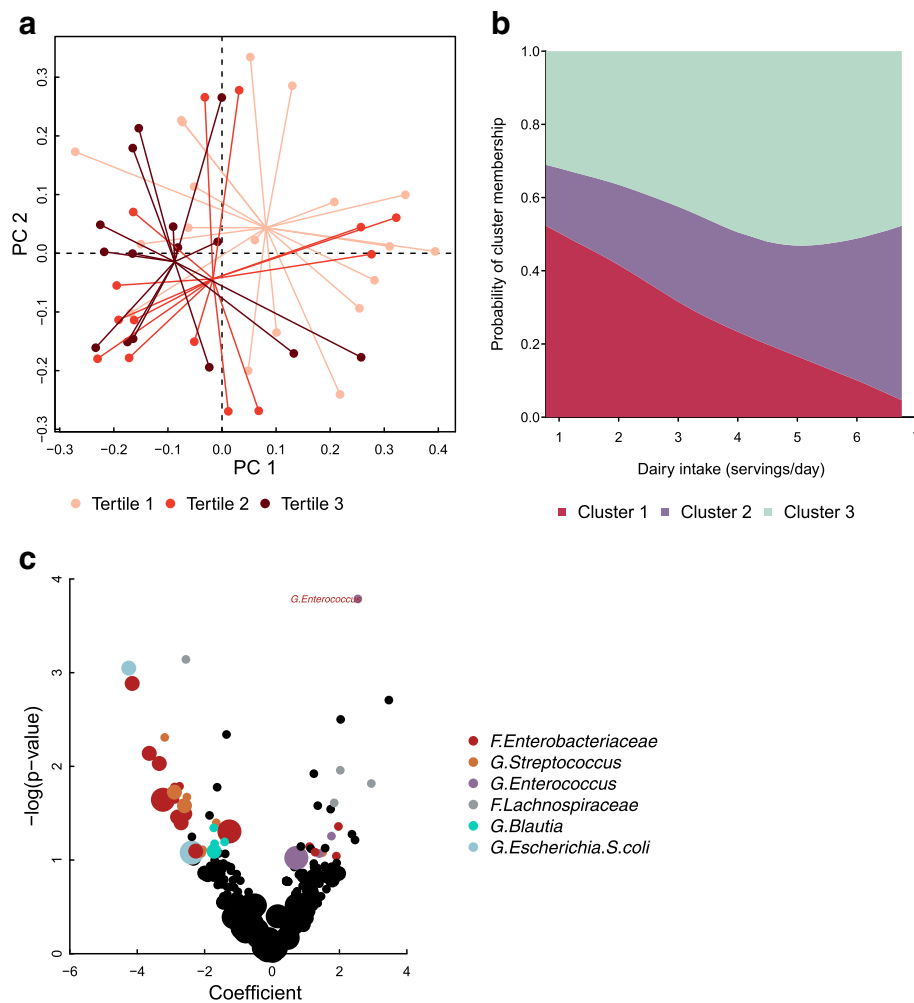 a
0.3
0.2
0.1
0.0
−0.1
−0.2
−0.3
PC 2
−0.3 −0.2 −0.1 0.0 0.1 0.2 0.3 0.4
PC 1
Tertile 1 Tertile 2 Tertile 3
b
1.0
0.8
0.6
0.4
0.2
0.0
Probability of cluster membership
1 2 3 4 5 6
Dairy intake (servings/day)
Cluster 1 Cluster 2 Cluster 3
c
4
3
2
1
0
−log(p−value)
G.Enterococcus
−6 −4 −2 0 2 4
Coefficient
F.Enterobacteriaceae
G.Streptococcus
G.Enterococcus
F.Lachnospiraceae
G.Blautia
G.Escherichia.S.coli